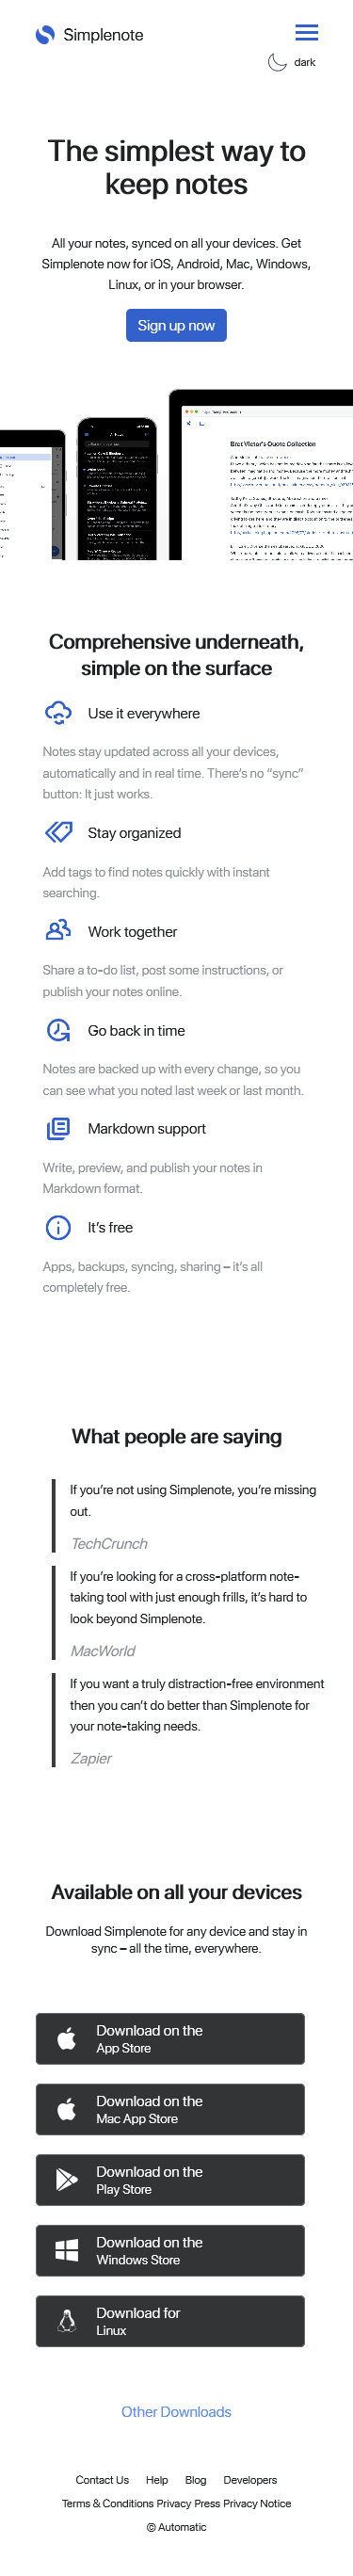 Simplenote
dark
The simplest way to
keep notes
All your notes, synced on all your devices. Get
Simplenote now for iOS, Android, Mac, Windows,
Linux, or in your browser.
Sign up now
Bret Victor's Quote Collection
Comprehensive underneath,
simple on the surface
Use it everywhere
Notes stay updated across all your devices,
automatically and in real time. There's no “sync”
button: It just works.
Stay organized
Add tags to find notes quickly with instant
searching.
Work together
Share a to-do list, post some instructions, or
publish your notes online.
Go back in time
Notes are backed up with every change, so you
can see what you noted last week or last month.
Markdown support
Write, preview, and publish your notes in
Markdown format.
It's free
Apps, backups, syncing, sharing – it's all
completely free.
What people are saying
If you're not using Simplenote, you're missing
out.
TechCrunch
If you're looking for a cross-platform note-
taking tool with just enough frills, it's hard to
look beyond Simplenote.
MacWorld
If you want a truly distraction-free environment
then you can't do better than Simplenote for
your note-taking needs.
Zapier
Available on all your devices
Download Simplenote for any device and stay in
sync – all the time, everywhere.
Download on the
App Store
Download on the
Mac App Store
Download on the
Play Store
Download on the
Windows Store
Download for
Linux
Other Downloads
Contact Us Help Blog Developers
Terms & Conditions Privacy Press Privacy Notice
© Automatic